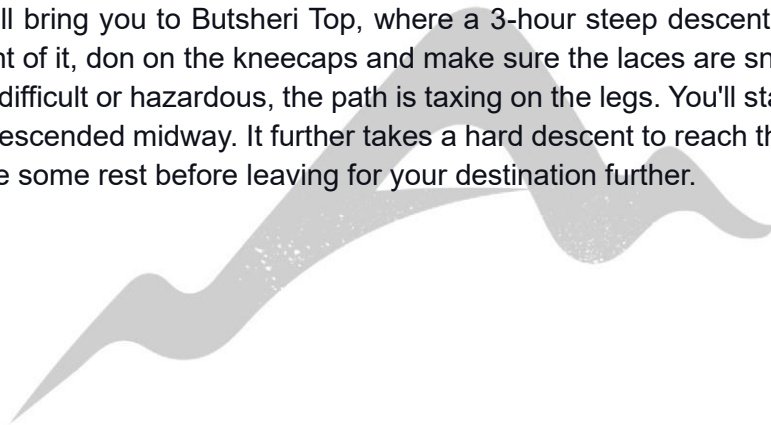 ll bring you to Butsheri Top, where a 3-hour steep descent
nt of it, don on the kneecaps and make sure the laces are sn
difficult or hazardous, the path is taxing on the legs. You'll sta
escended midway. It further takes a hard descent to reach th
e some rest before leaving for your destination further.